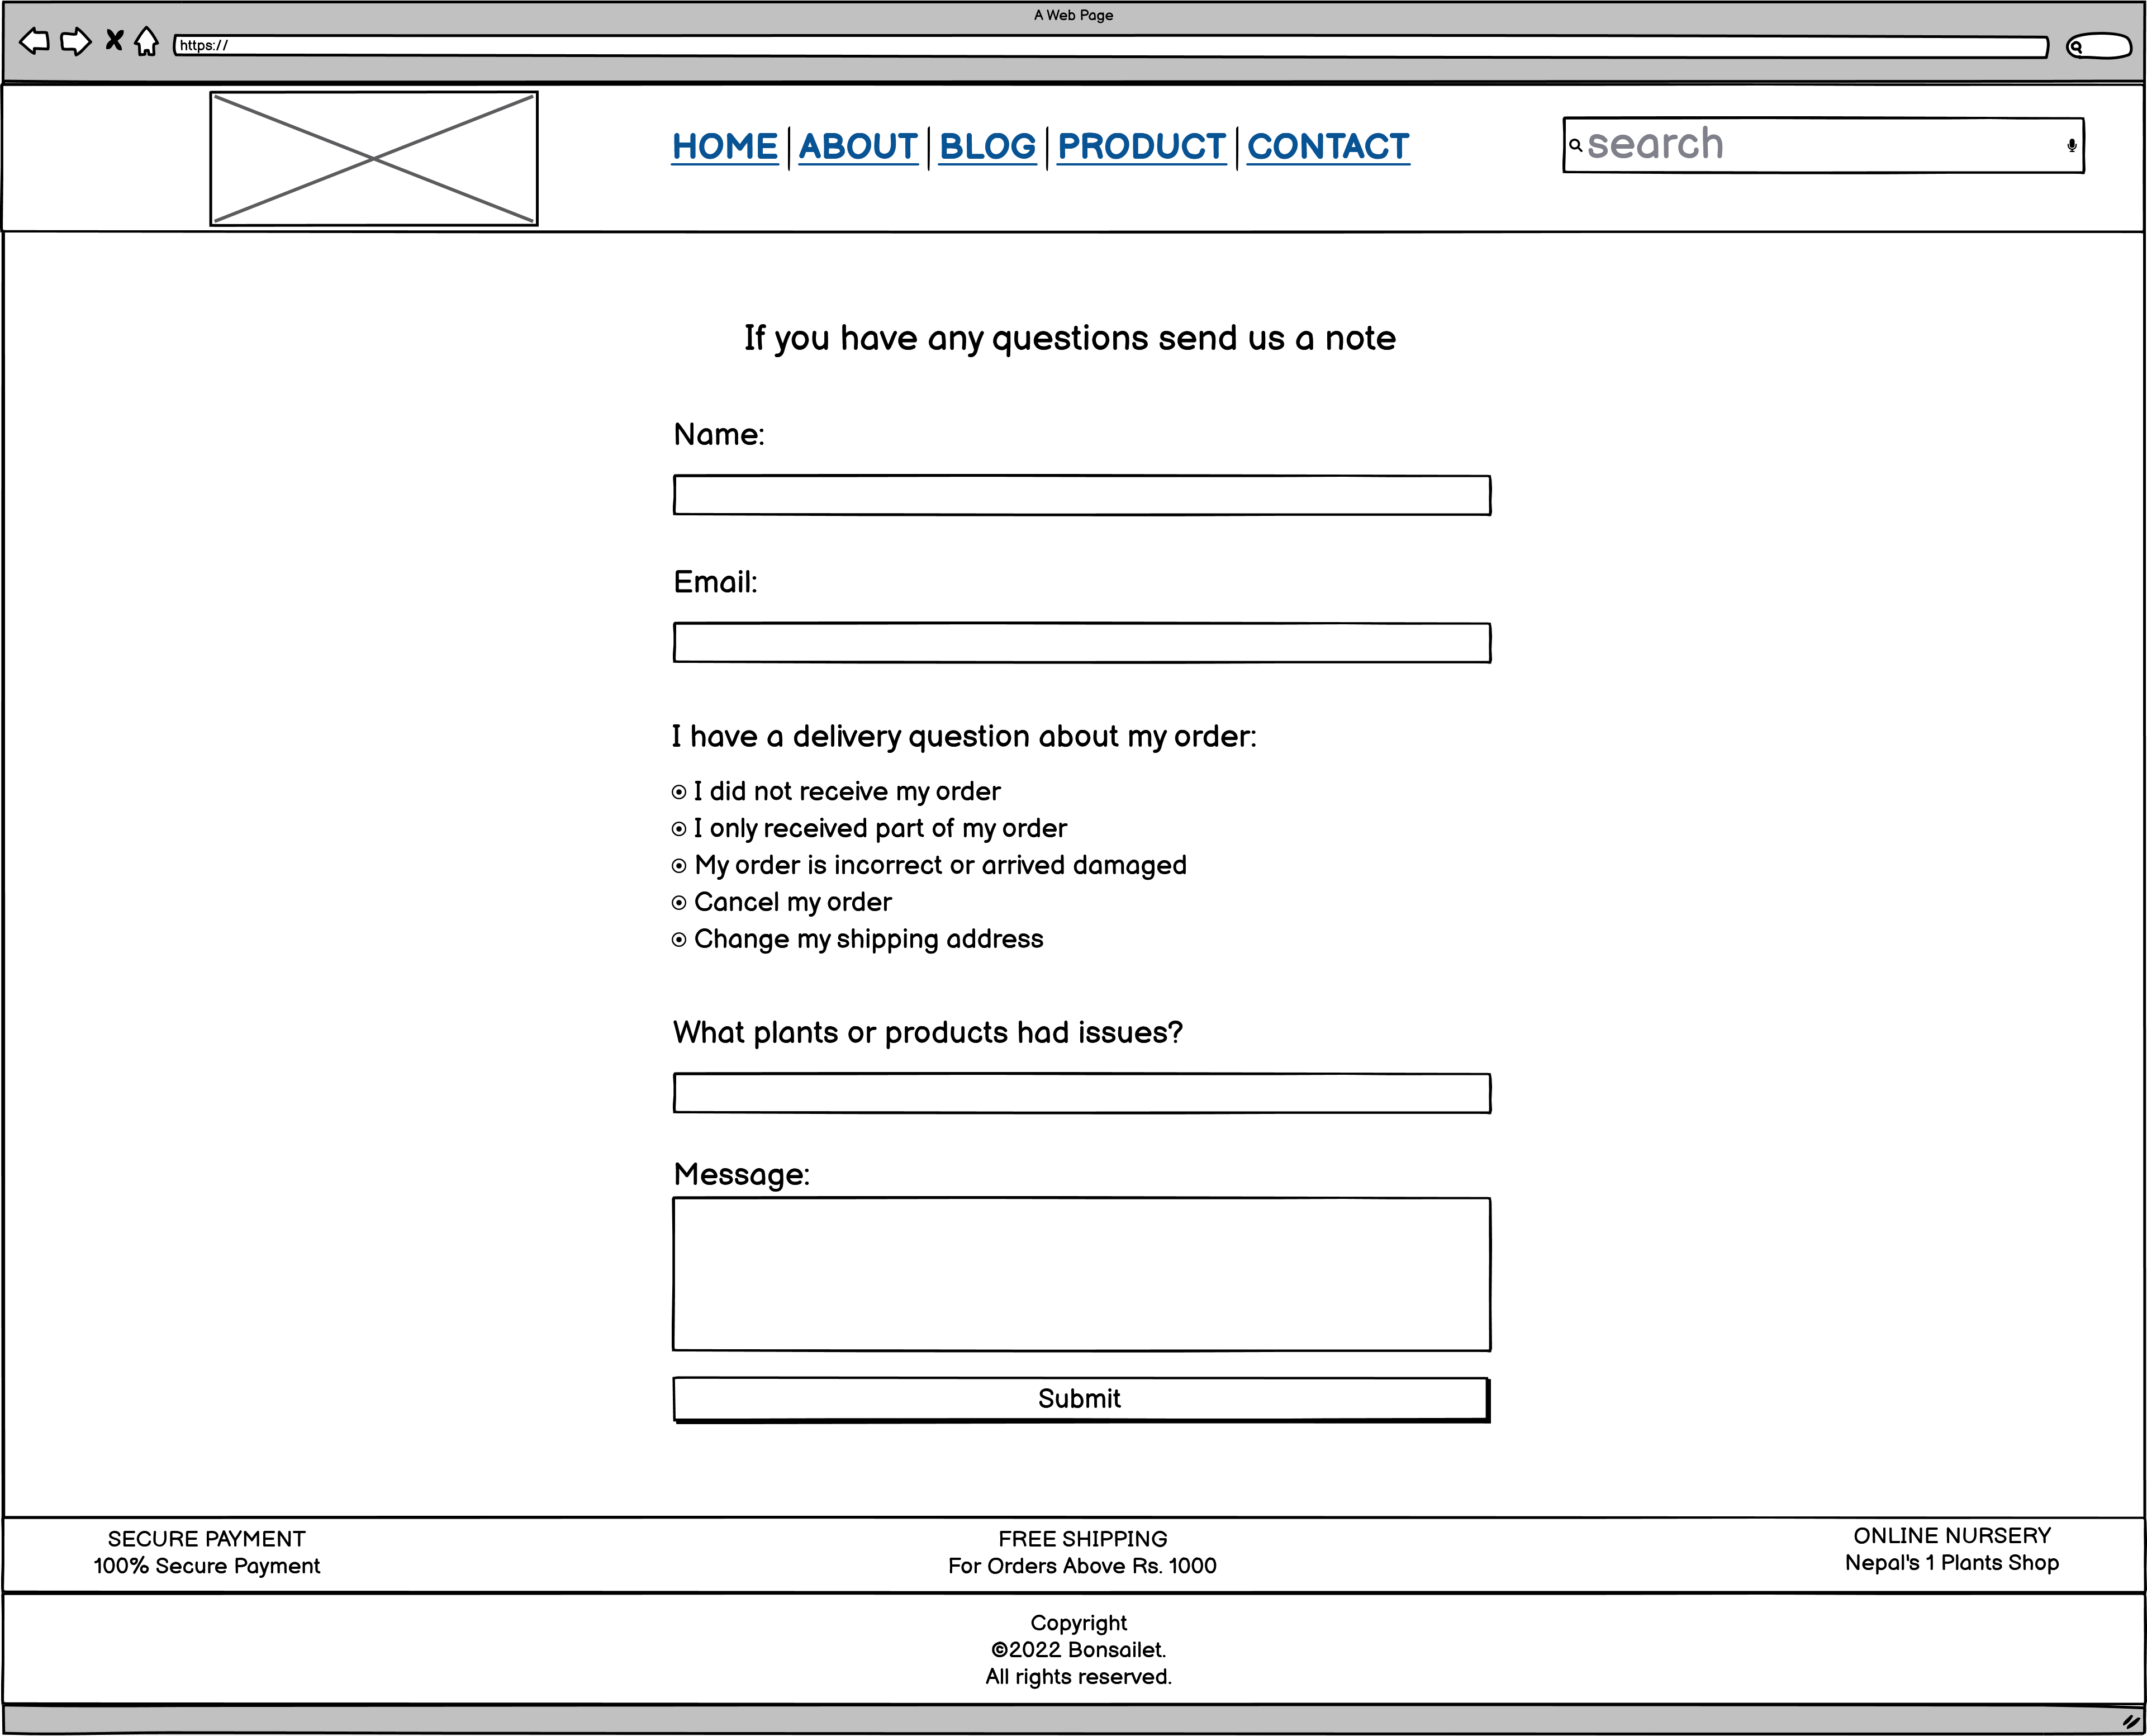 A Web Page
https://
HOME ABOUT BLOG PRODUCT CONTACT
search
If you have any questions send us a note
Name:
Email:
I have a delivery question about my order:
I did not receive my order
I only received part of my order
My order is incorrect or arrived damaged
Cancel my order
Change my shipping address
What plants or products had issues?
Message:
Submit
SECURE PAYMENT
100% Secure Payment
FREE SHIPPING
For Orders Above Rs. 1000
ONLINE NURSERY
Nepal's 1 Plants Shop
Copyright
©2022 Bonsailet.
All rights reserved.